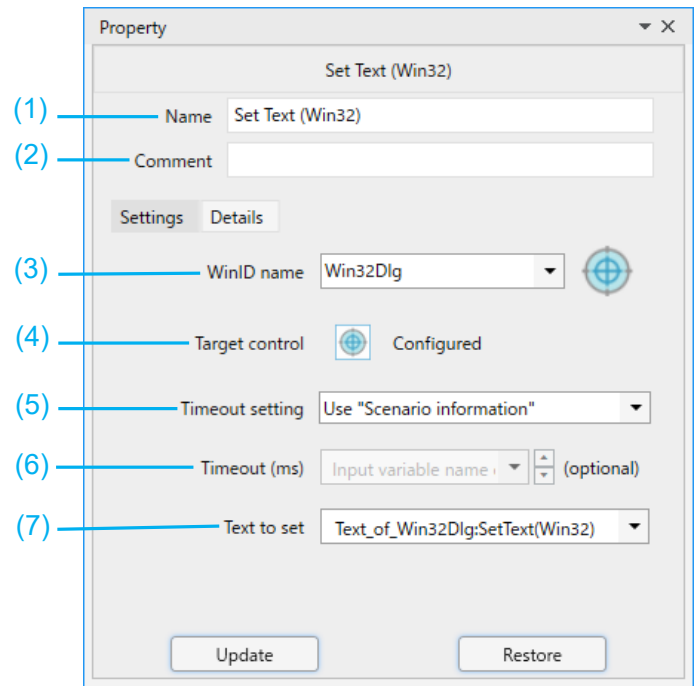 Property
Set Text (Win32)
(1) Name Set Text (Win32)
(2) Comment
Settings Details
(3) WinID name Win32Dlg
(4) Target control Configured
(5) Timeout setting Use "Scenario information"
(6) Timeout (ms) Input variable name (optional)
(7) Text to set Text_of_Win32Dlg:SetText(Win32)
Update Restore